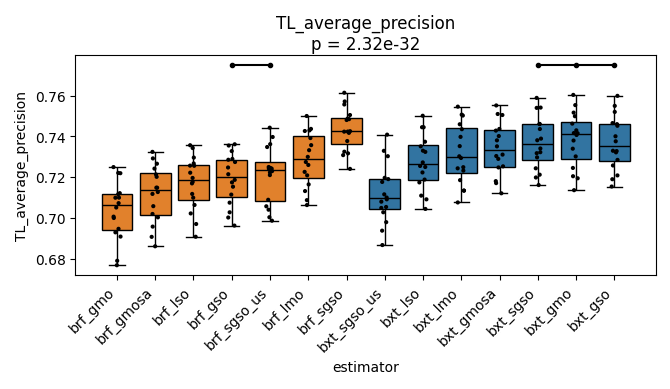 TL_average_precision
p = 2.32e-32
TL_average_precision
0.76
0.74
0.72
0.70
0.68
brf_gmo
brf_gmosa
brf_lso
brf_gso
brf_sgso_us
brf_lmo
brf_sgso
bxt_sgso_us
bxt_lso
bxt_lmo
bxt_gmosa
bxt_sgso
bxt_gmo
bxt_gso
estimator